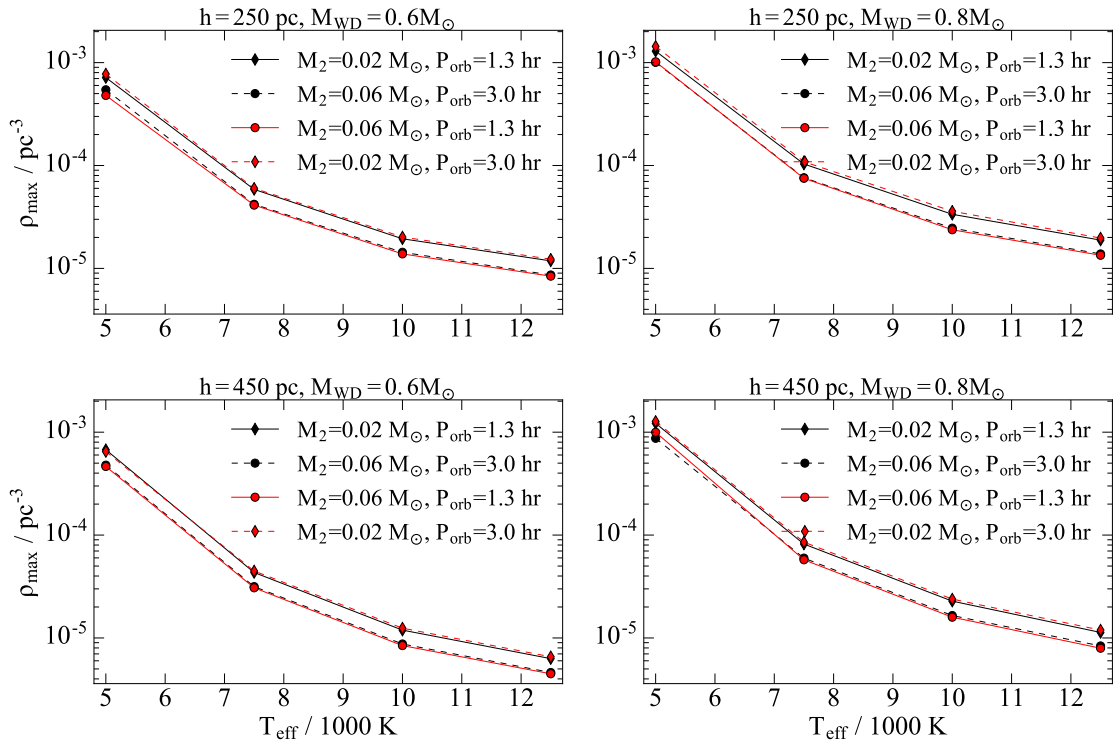 h=250 pc, M_WD=0.6M_⊙
10⁻³
10⁻⁴
10⁻⁵
ρ_max / pc⁻³
M₂=0.02 M_⊙, P_orb=1.3 hr
M₂=0.06 M_⊙, P_orb=3.0 hr
M₂=0.06 M_⊙, P_orb=1.3 hr
M₂=0.02 M_⊙, P_orb=3.0 hr
5 6 7 8 9 10 11 12
h=250 pc, M_WD=0.8M_⊙
10⁻³
10⁻⁴
10⁻⁵
M₂=0.02 M_⊙, P_orb=1.3 hr
M₂=0.06 M_⊙, P_orb=3.0 hr
M₂=0.06 M_⊙, P_orb=1.3 hr
M₂=0.02 M_⊙, P_orb=3.0 hr
5 6 7 8 9 10 11 12
h=450 pc, M_WD=0.6M_⊙
10⁻³
10⁻⁴
10⁻⁵
ρ_max / pc⁻³
M₂=0.02 M_⊙, P_orb=1.3 hr
M₂=0.06 M_⊙, P_orb=3.0 hr
M₂=0.06 M_⊙, P_orb=1.3 hr
M₂=0.02 M_⊙, P_orb=3.0 hr
5 6 7 8 9 10 11 12
T_eff / 1000 K
h=450 pc, M_WD=0.8M_⊙
10⁻³
10⁻⁴
10⁻⁵
M₂=0.02 M_⊙, P_orb=1.3 hr
M₂=0.06 M_⊙, P_orb=3.0 hr
M₂=0.06 M_⊙, P_orb=1.3 hr
M₂=0.02 M_⊙, P_orb=3.0 hr
5 6 7 8 9 10 11 12
T_eff / 1000 K